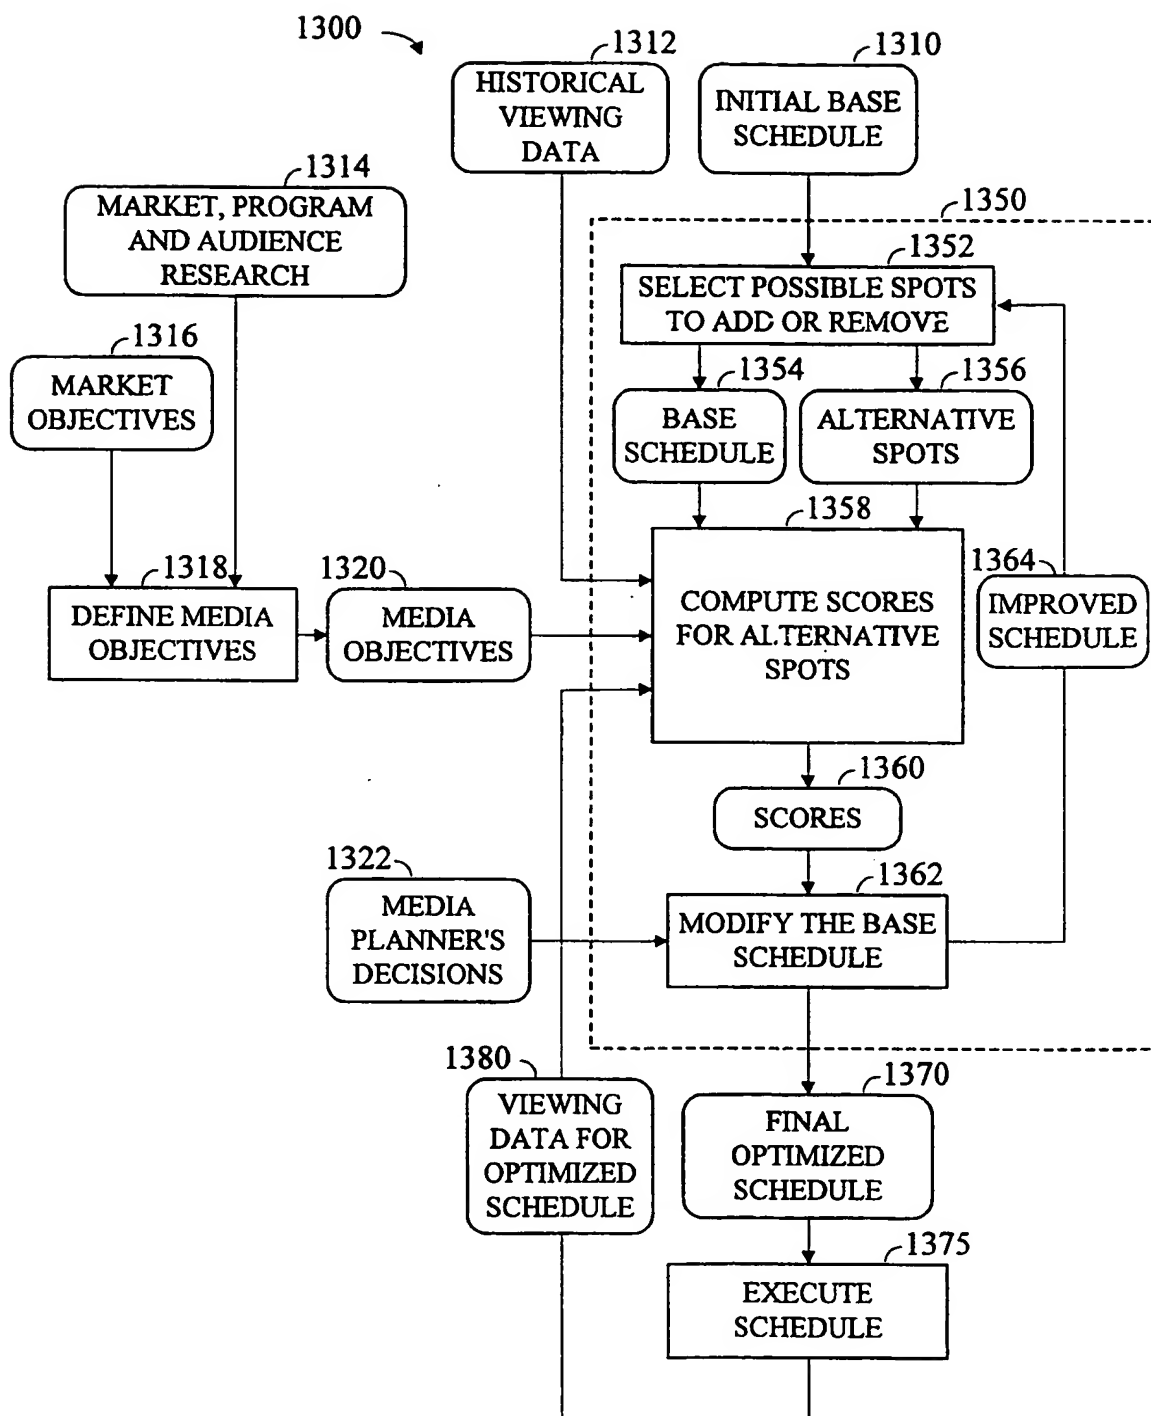 1300
1312
HISTORICAL
VIEWING
DATA
1310
INITIAL BASE
SCHEDULE
1314
MARKET, PROGRAM
AND AUDIENCE
RESEARCH
1350
1352
SELECT POSSIBLE SPOTS
TO ADD OR REMOVE
1316
MARKET
OBJECTIVES
1354
BASE
SCHEDULE
1356
ALTERNATIVE
SPOTS
1318
DEFINE MEDIA
OBJECTIVES
1320
MEDIA
OBJECTIVES
1358
COMPUTE SCORES
FOR ALTERNATIVE
SPOTS
1364
IMPROVED
SCHEDULE
1360
SCORES
1322
MEDIA
PLANNER'S
DECISIONS
1362
MODIFY THE BASE
SCHEDULE
1380
VIEWING
DATA FOR
OPTIMIZED
SCHEDULE
1370
FINAL
OPTIMIZED
SCHEDULE
1375
EXECUTE
SCHEDULE